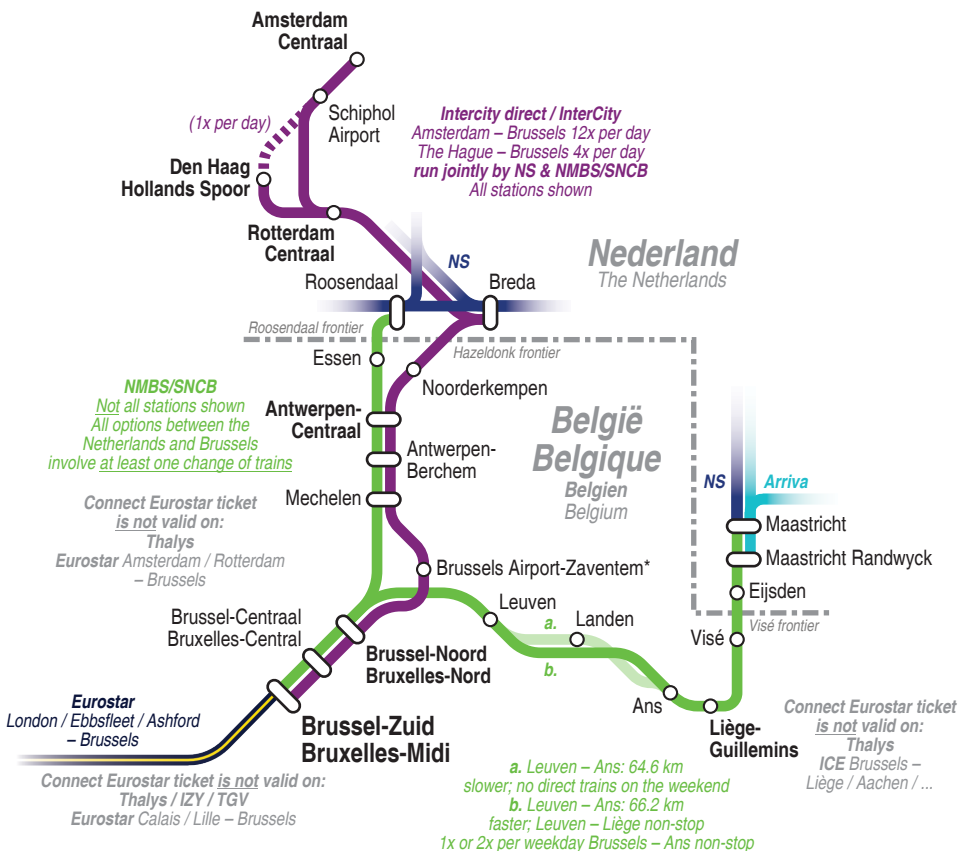 Amsterdam
Centraal
Schiphol
Airport
(1x per day)
Intercity direct / InterCity
Amsterdam – Brussels 12x per day
The Hague – Brussels 4x per day
run jointly by NS & NMBS/SNCB
All stations shown
Den Haag
Hollands Spoor
Rotterdam
Centraal
Nederland
The Netherlands
NS
Roosendaal
Breda
Roosendaal frontier
Hazeldonk frontier
Essen
Noorderkempen
NMBS/SNCB
Not all stations shown
All options between the
Netherlands and Brussels
involve at least one change of trains
Antwerpen-
Centraal
België
Belgique
Belgien
Belgium
Antwerpen-
Berchem
Mechelen
NS
Arriva
Connect Eurostar ticket
is not valid on:
Thalys
Eurostar Amsterdam / Rotterdam
– Brussels
Maastricht
Maastricht Randwyck
Brussels Airport-Zaventem*
Eijsden
Leuven
Landen
a.
b.
Visé frontier
Visé
Brussel-Centraal
Bruxelles-Central
Brussel-Noord
Bruxelles-Nord
Ans
Liège-
Guillemins
Eurostar
London / Ebbsfleet / Ashford
– Brussels
Brussel-Zuid
Bruxelles-Midi
Connect Eurostar ticket
is not valid on:
Thalys
ICE Brussels –
Liège / Aachen / ...
Connect Eurostar ticket is not valid on:
Thalys / IZY / TGV
Eurostar Calais / Lille – Brussels
a. Leuven – Ans: 64.6 km
slower; no direct trains on the weekend
b. Leuven – Ans: 66.2 km
faster; Leuven – Liège non-stop
1x or 2x per weekday Brussels – Ans non-stop